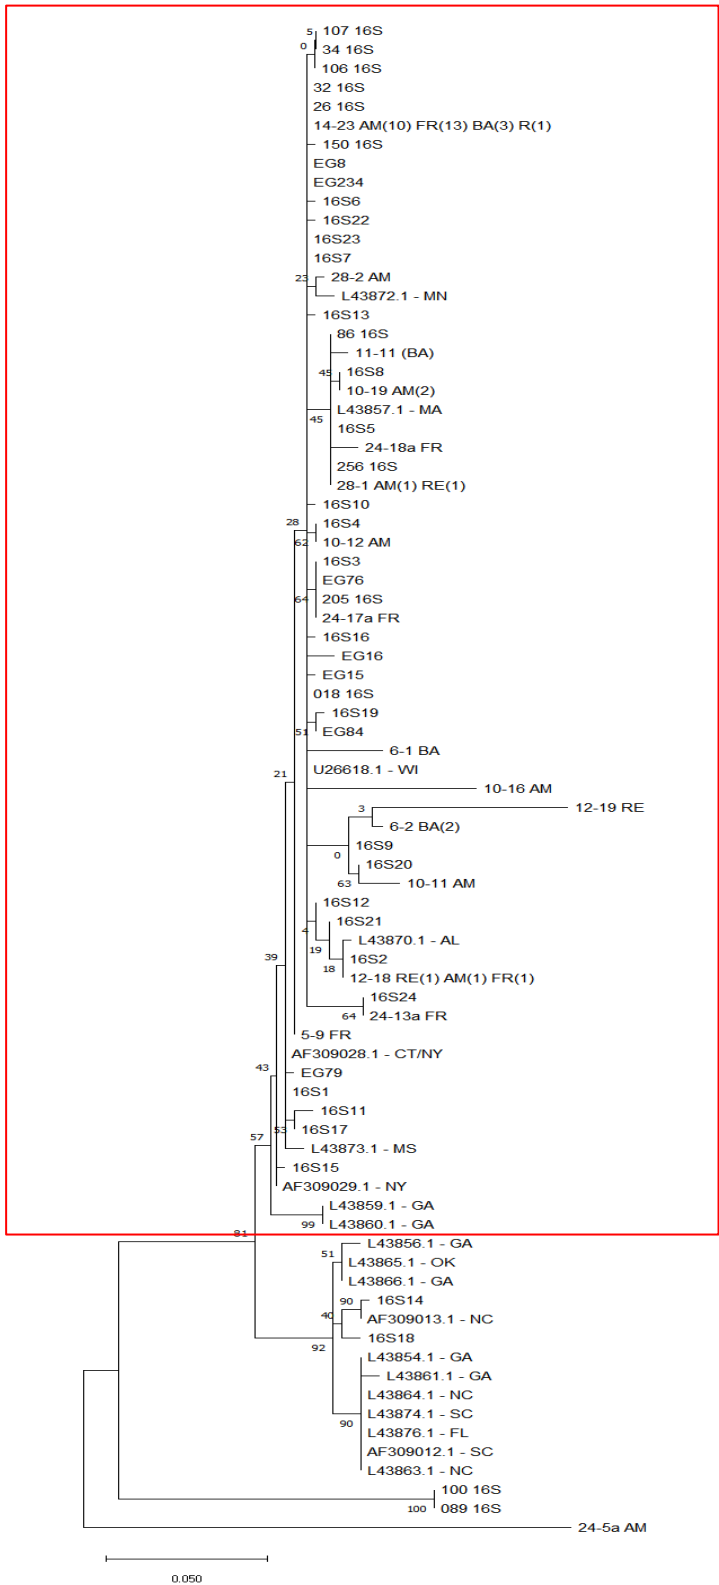 5
107 16S
0
34 16S
106 16S
32 16S
26 16S
14-23 AM(10) FR(13) BA(3) R(1)
150 16S
EG8
EG234
16S6
16S22
16S23
16S7
23
28-2 AM
L43872.1 - MN
16S13
86 16S
11-11 (BA)
45
16S8
10-19 AM(2)
L43857.1 - MA
45
16S5
24-18a FR
256 16S
28-1 AM(1) RE(1)
16S10
28
16S4
62
10-12 AM
16S3
EG76
64
205 16S
24-17a FR
16S16
EG16
EG15
018 16S
16S19
51
EG84
6-1 BA
21
U26618.1 - WI
10-16 AM
3
12-19 RE
6-2 BA(2)
0
16S9
16S20
63
10-11 AM
16S12
4
16S21
19
L43870.1 - AL
39
16S2
18
12-18 RE(1) AM(1) FR(1)
16S24
64
24-13a FR
5-9 FR
43
AF309028.1 - CT/NY
EG79
16S1
16S11
53
16S17
57
L43873.1 - MS
16S15
AF309029.1 - NY
L43859.1 - GA
99
L43860.1 - GA
81
L43856.1 - GA
51
L43865.1 - OK
L43866.1 - GA
90
16S14
40
AF309013.1 - NC
92
16S18
L43854.1 - GA
L43861.1 - GA
L43864.1 - NC
L43874.1 - SC
90
L43876.1 - FL
AF309012.1 - SC
L43863.1 - NC
100 16S
100
089 16S
24-5a AM
0.050